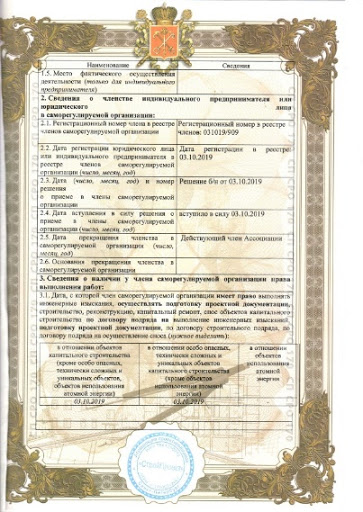 Наименование Сведения
1.5. Место фактического осуществления
деятельности (только для индивидуального
предпринимателя)
2. Сведения о членстве индивидуального предпринимателя или
юридического лица
в саморегулируемой организации:
2.1. Регистрационный номер члена в реестре
членов саморегулируемой организации
Регистрационный номер в реестре
членов: 031019/909
2.2. Дата регистрации юридического лица
или индивидуального предпринимателя в
реестре членов саморегулируемой
организации (число, месяц, год)
Дата регистрации в реестре:
03.10.2019
2.3. Дата (число, месяц, год) и номер
решения
о приеме в члены саморегулируемой
организации
Решение б/н от 03.10.2019
2.4. Дата вступления в силу решения о
приеме в члены саморегулируемой
организации (число, месяц, год)
вступило в силу 03.10.2019
2.5. Дата прекращения членства в
саморегулируемой организации (число,
месяц, год)
Действующий член Ассоциации
2.6. Основания прекращения членства в
саморегулируемой организации
3. Сведения о наличии у члена саморегулируемой организации права
выполнения работ:
3.1. Дата, с которой член саморегулируемой организации имеет право выполнять
инженерные изыскания, осуществлять подготовку проектной документации,
строительство, реконструкцию, капитальный ремонт, снос объектов капитального
строительства по договору подряда на выполнение инженерных изысканий,
подготовку проектной документации, по договору строительного подряда, по
договору подряда на осуществление сноса (нужное выделить):
в отношении объектов
капитального строительства
(кроме особо опасных,
технически сложных и
уникальных объектов,
объектов использования
атомной энергии)
в отношении особо опасных,
технически сложных и
уникальных объектов
капитального строительства
(кроме объектов
использования атомной
энергии)
в отношении
объектов
использования
атомной
энергии
03.10.2019 03.10.2019 -